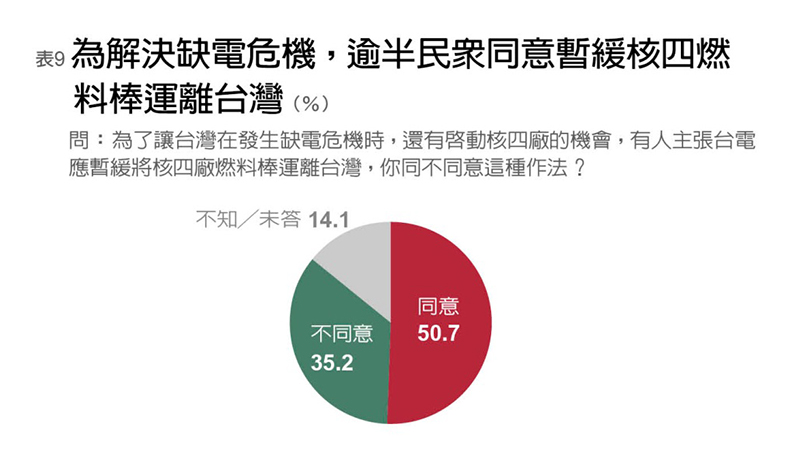 表9 為解決缺電危機，逾半民眾同意暫緩核四燃
料棒運離台灣（%）
問：為了讓台灣在發生缺電危機時，還有啟動核四廠的機會，有人主張台電
應暫緩將核四廠燃料棒運離台灣，你同不同意這種作法？
不知／未答 14.1
同意
50.7
不同意
35.2